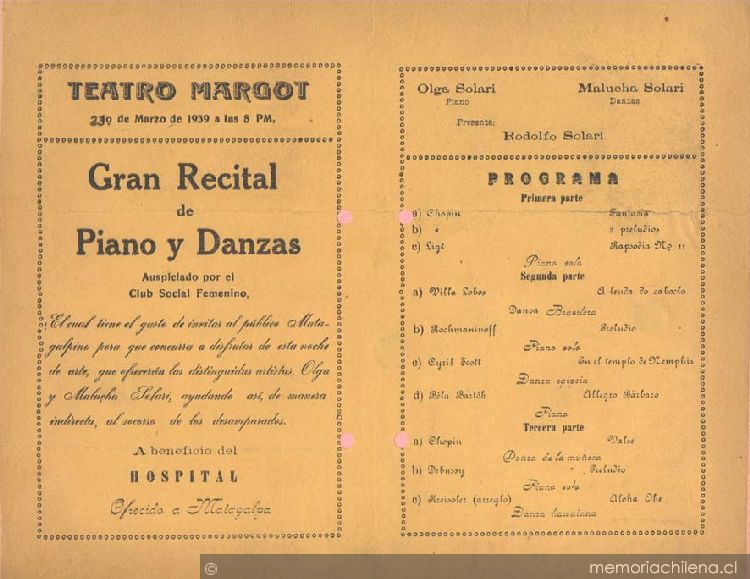 TEATRO MARGOT
de Marzo de 1939 a las 8 PM.
Gran Recital
de
Piano y Danzas
Auspiciado por el
Club Social Femenino,
El cual tiene el gusto de invitar al público Mata-
galpino para que concurra a disfrutar de esta noche
de arte, que ofrecerán las distinguidas artistas Olga
y Malucha Solari, ayudando así, de manera
indirecta, al socorro de los desamparados.
A beneficio del
HOSPITAL
Ofrecido a Matagalpa
Olga Solari
Piano
Malucha Solari
Danzas
Presenta:
Rodolfo Solari
PROGRAMA
Primera parte
a) Chopin Fantasia
b) « preludios
c) Lizt Rapsodia No 11
Piano solo
Segunda parte
a) Villa Lobos A lenda do caboclo
Danza Brasilera
b) Rochmaninoff Preludio
Piano solo
c) Cyril Scott En el templo de Memphis
Danza egipcia
d) Béla Bartók Allegro Bárbaro
Piano
Tercera parte
a) Chopin Valse
Danza de la muñeca
b) Debussy Preludio
Piano solo
c) Kreisler (arreglo) Aloha Obe
Danza hawaiana
© memoriachilena.cl